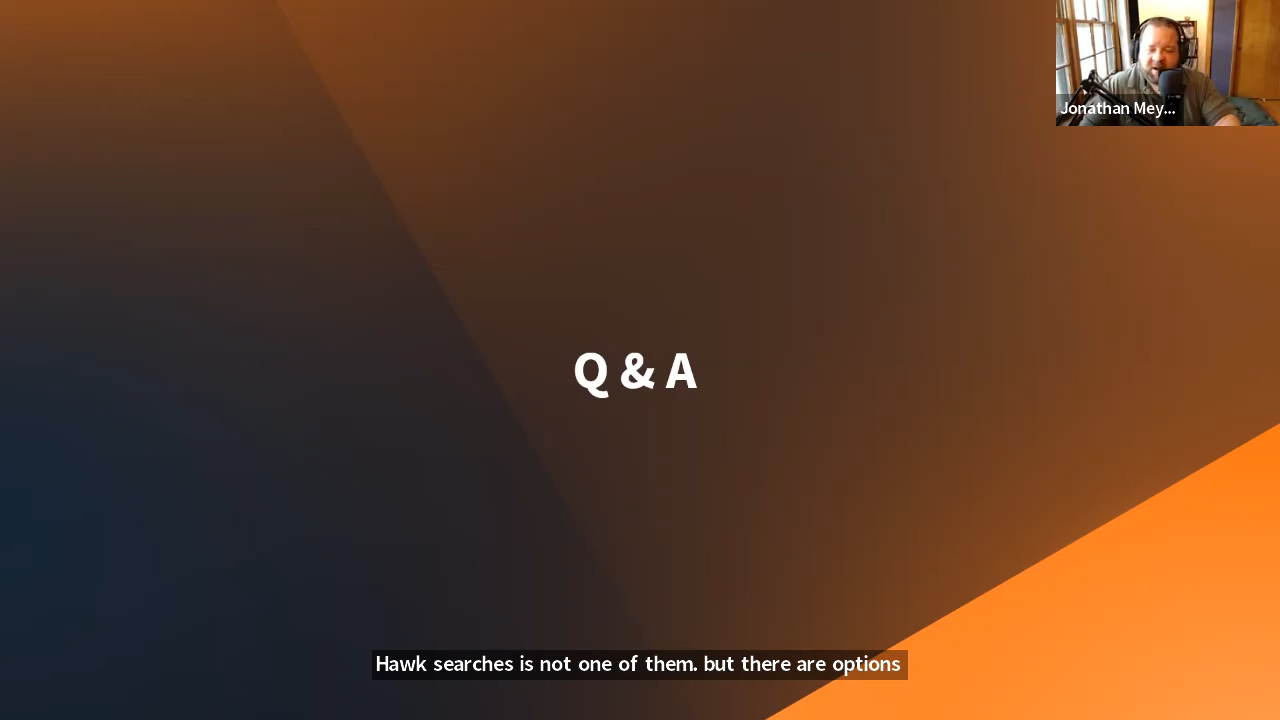 Jonathan Mey...
Q & A
Hawk searches is not one of them. but there are options